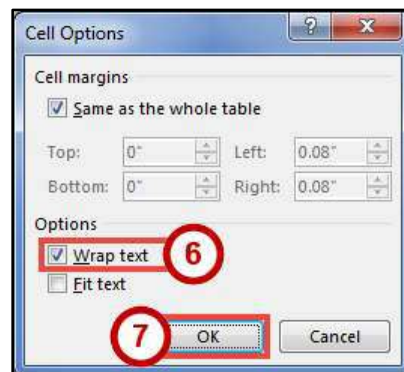 Cell Options
?
Cell margins
Same as the whole table
Top: 0" Left: 0.08"
Bottom: 0" Right: 0.08"
Options
Wrap text 6
Fit text
7 OK Cancel